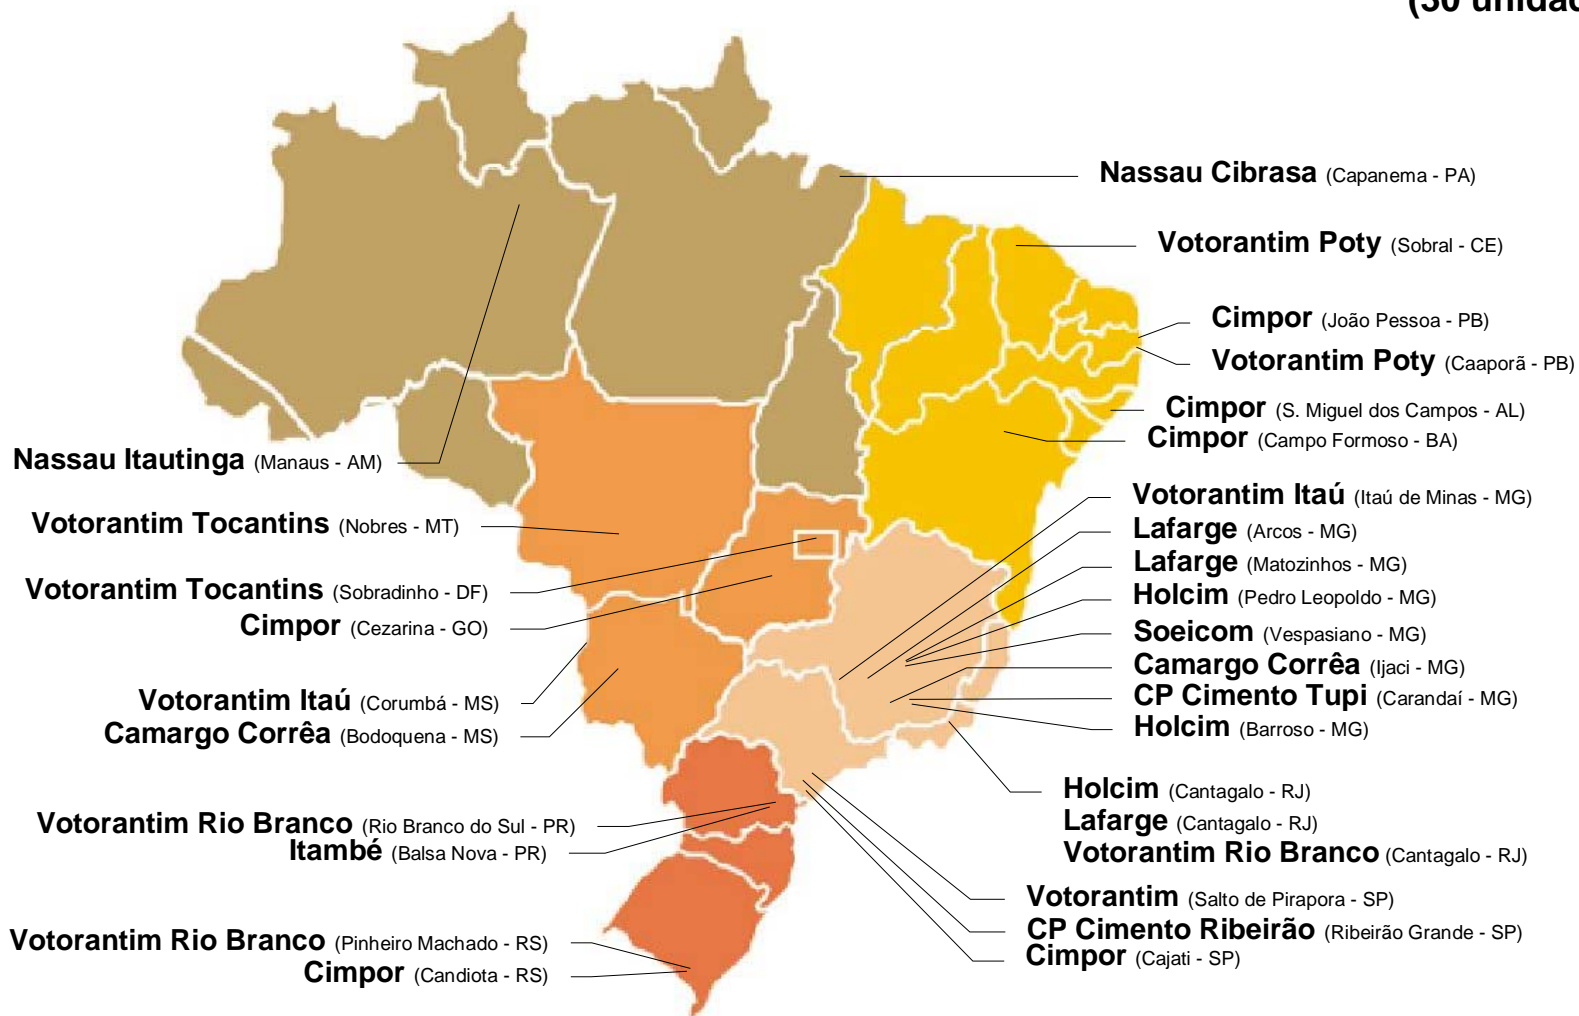 (30 unidad
Nassau Cibrasa (Capanema - PA)
Votorantim Poty (Sobral - CE)
Cimpor (João Pessoa - PB)
Votorantim Poty (Caaporã - PB)
Cimpor (S. Miguel dos Campos - AL)
Cimpor (Campo Formoso - BA)
Nassau Itautinga (Manaus - AM)
Votorantim Tocantins (Nobres - MT)
Votorantim Tocantins (Sobradinho - DF)
Cimpor (Cezarina - GO)
Votorantim Itaú (Corumbá - MS)
Camargo Corrêa (Bodoquena - MS)
Votorantim Rio Branco (Rio Branco do Sul - PR)
Itambé (Balsa Nova - PR)
Votorantim Rio Branco (Pinheiro Machado - RS)
Cimpor (Candiota - RS)
Votorantim Itaú (Itaú de Minas - MG)
Lafarge (Arcos - MG)
Lafarge (Matozinhos - MG)
Holcim (Pedro Leopoldo - MG)
Soeicom (Vespasiano - MG)
Camargo Corrêa (Ijaci - MG)
CP Cimento Tupi (Carandaí - MG)
Holcim (Barroso - MG)
Holcim (Cantagalo - RJ)
Lafarge (Cantagalo - RJ)
Votorantim Rio Branco (Cantagalo - RJ)
Votorantim (Salto de Pirapora - SP)
CP Cimento Ribeirão (Ribeirão Grande - SP)
Cimpor (Cajati - SP)